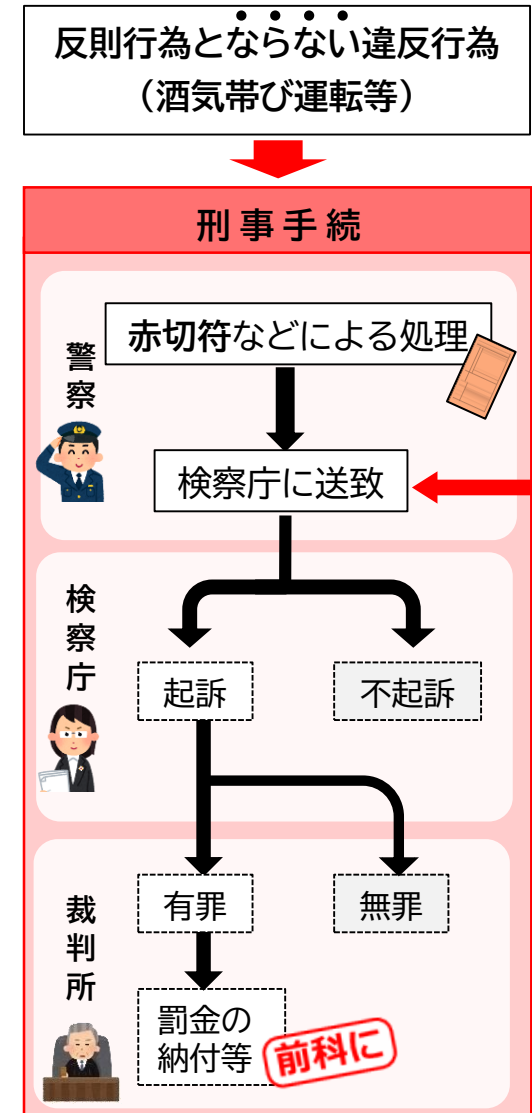 反則行為とならない違反行為
（酒気帯び運転等）
刑事手続
警察
赤切符などによる処理
検察庁に送致
検察庁
起訴
不起訴
裁判所
有罪
無罪
罰金の
納付等
前科に